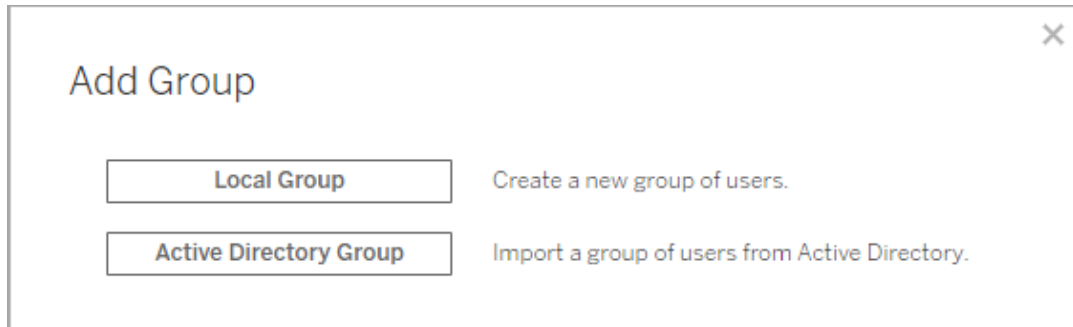 Add Group
Local Group Create a new group of users.
Active Directory Group Import a group of users from Active Directory.